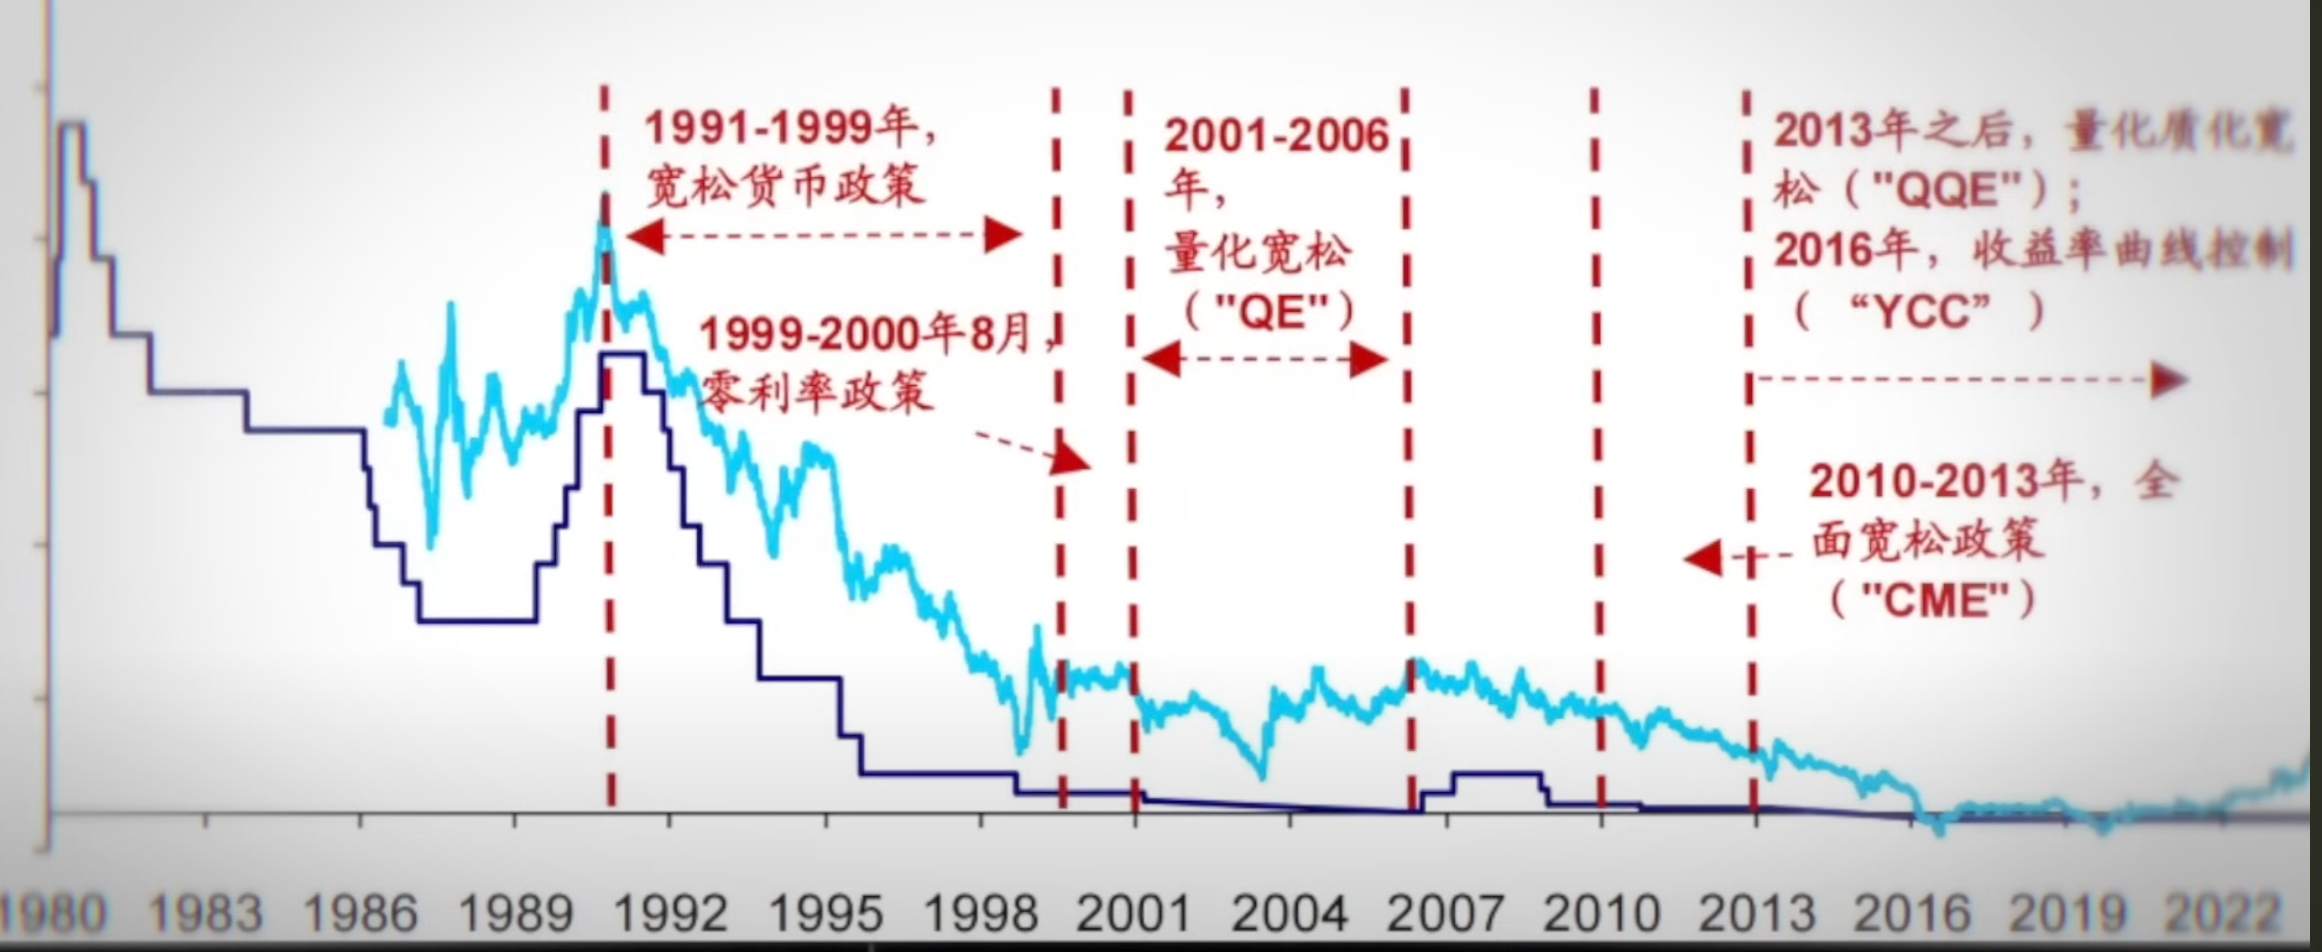 1991-1999年，
宽松货币政策
1999-2000年8月，
零利率政策
2001-2006
年，
量化宽松
（"QE"）
2013年之后，量化质化宽
松（"QQE"）；
2016年，收益率曲线控制
（ “YCC” ）
2010-2013年，全
面宽松政策
（"CME"）
1980 1983 1986 1989 1992 1995 1998 2001 2004 2007 2010 2013 2016 2019 2022